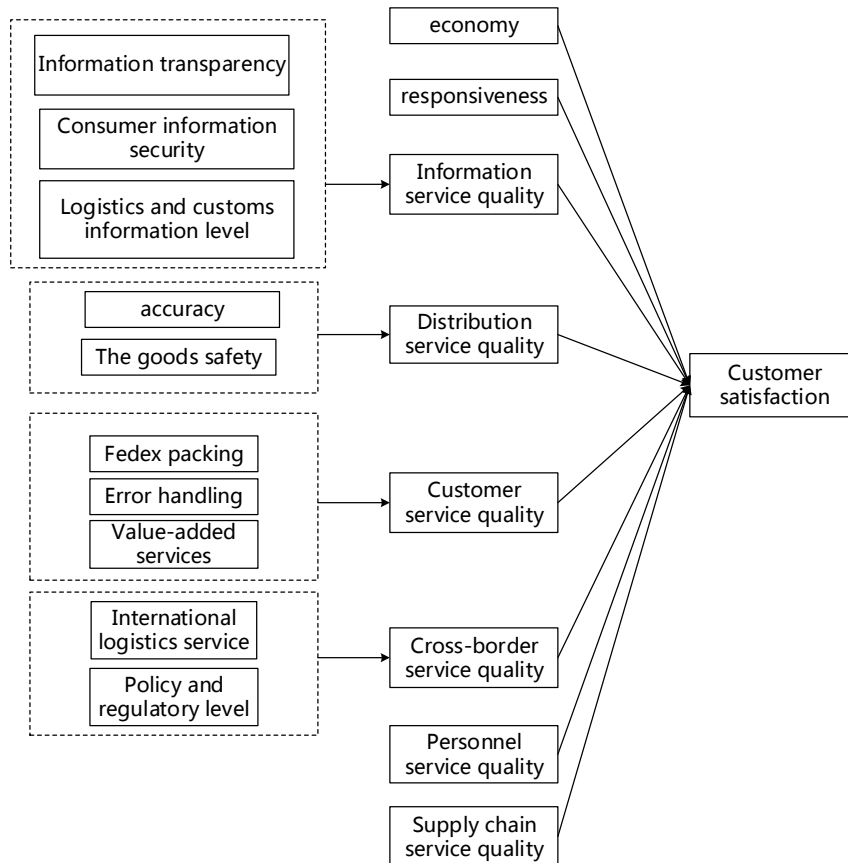 Information transparency
Consumer information
security
Logistics and customs
information level
accuracy
The goods safety
Fedex packing
Error handling
Value-added
services
International
logistics service
Policy and
regulatory level
economy
responsiveness
Information
service quality
Distribution
service quality
Customer
service quality
Cross-border
service quality
Personnel
service quality
Supply chain
service quality
Customer
satisfaction